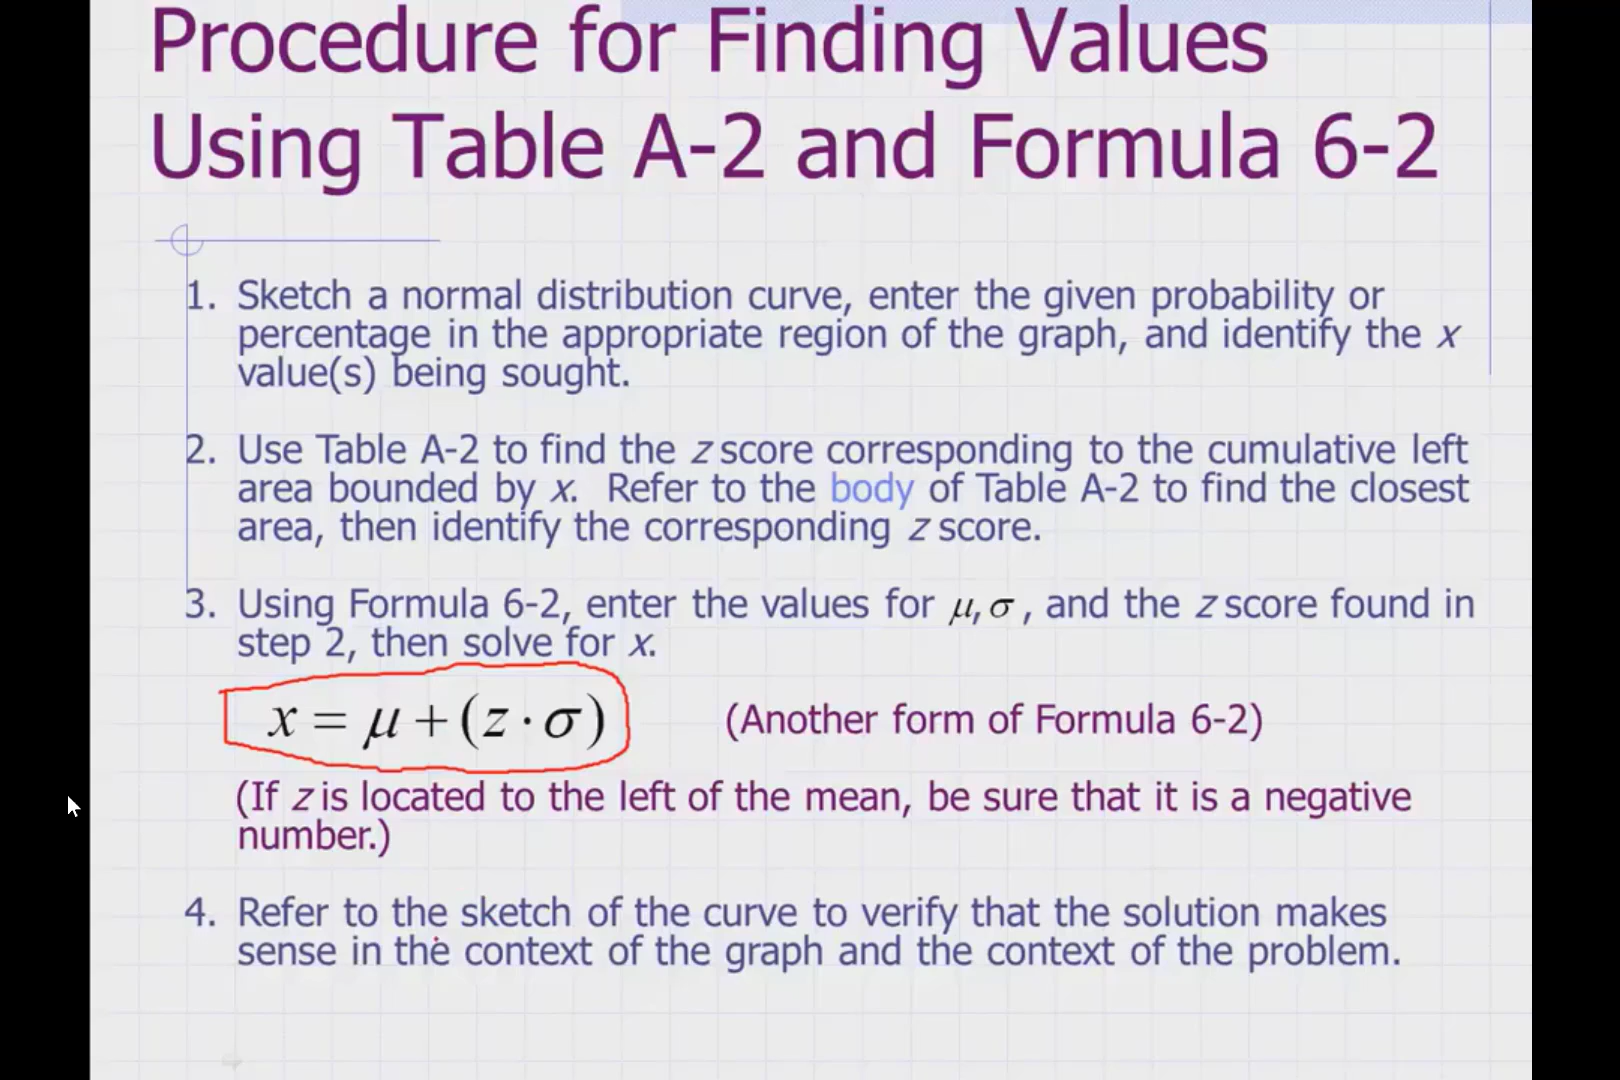 Procedure for Finding Values
Using Table A-2 and Formula 6-2
1. Sketch a normal distribution curve, enter the given probability or
percentage in the appropriate region of the graph, and identify the x
value(s) being sought.
2. Use Table A-2 to find the z score corresponding to the cumulative left
area bounded by x. Refer to the body of Table A-2 to find the closest
area, then identify the corresponding z score.
3. Using Formula 6-2, enter the values for μ, σ , and the z score found in
step 2, then solve for x.
x = μ + (z · σ) (Another form of Formula 6-2)
(If z is located to the left of the mean, be sure that it is a negative
number.)
4. Refer to the sketch of the curve to verify that the solution makes
sense in the context of the graph and the context of the problem.